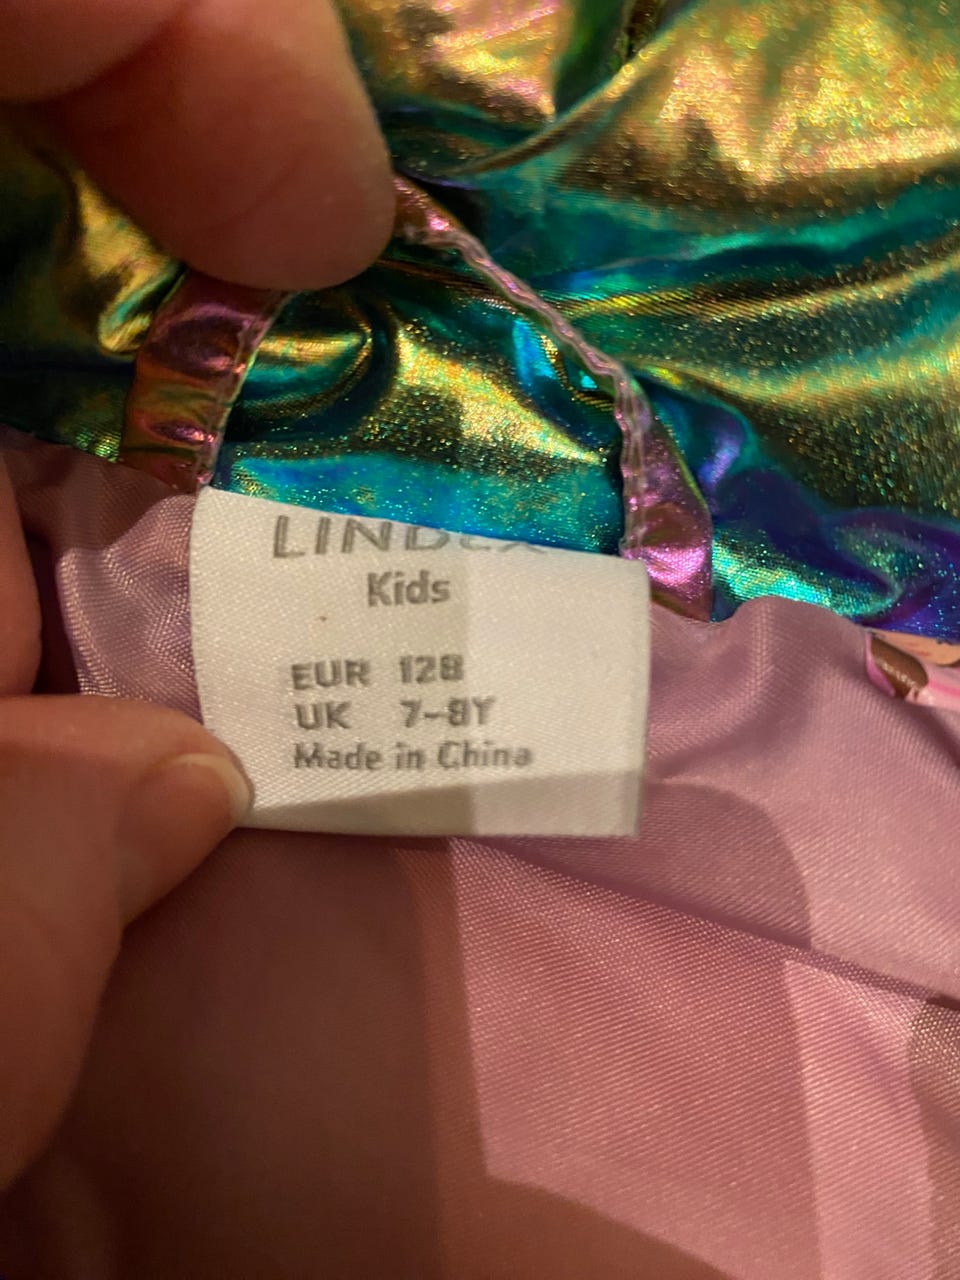 LINDEX
Kids
EUR 128
UK 7-8Y
Made in China